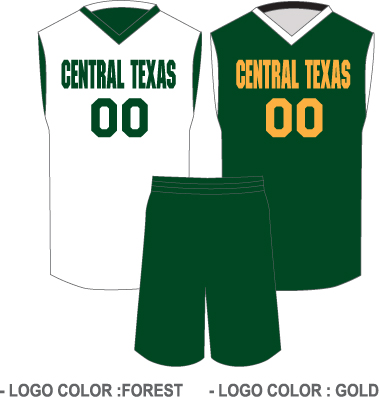 CENTRAL TEXAS
00
CENTRAL TEXAS
00
- LOGO COLOR :FOREST
- LOGO COLOR : GOLD